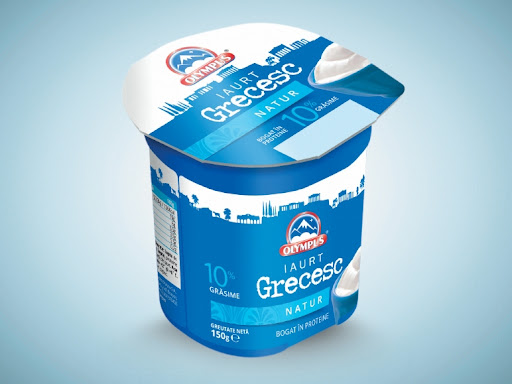 OLYMPUS
IAURT
Grecesc
NATUR
BOGAT ÎN
PROTEINE
10%
GRĂSIME
OLYMPUS
IAURT
Grecesc
NATUR
BOGAT ÎN PROTEINE
10%
GRĂSIME
GREUTATE NETĂ
150g ℮